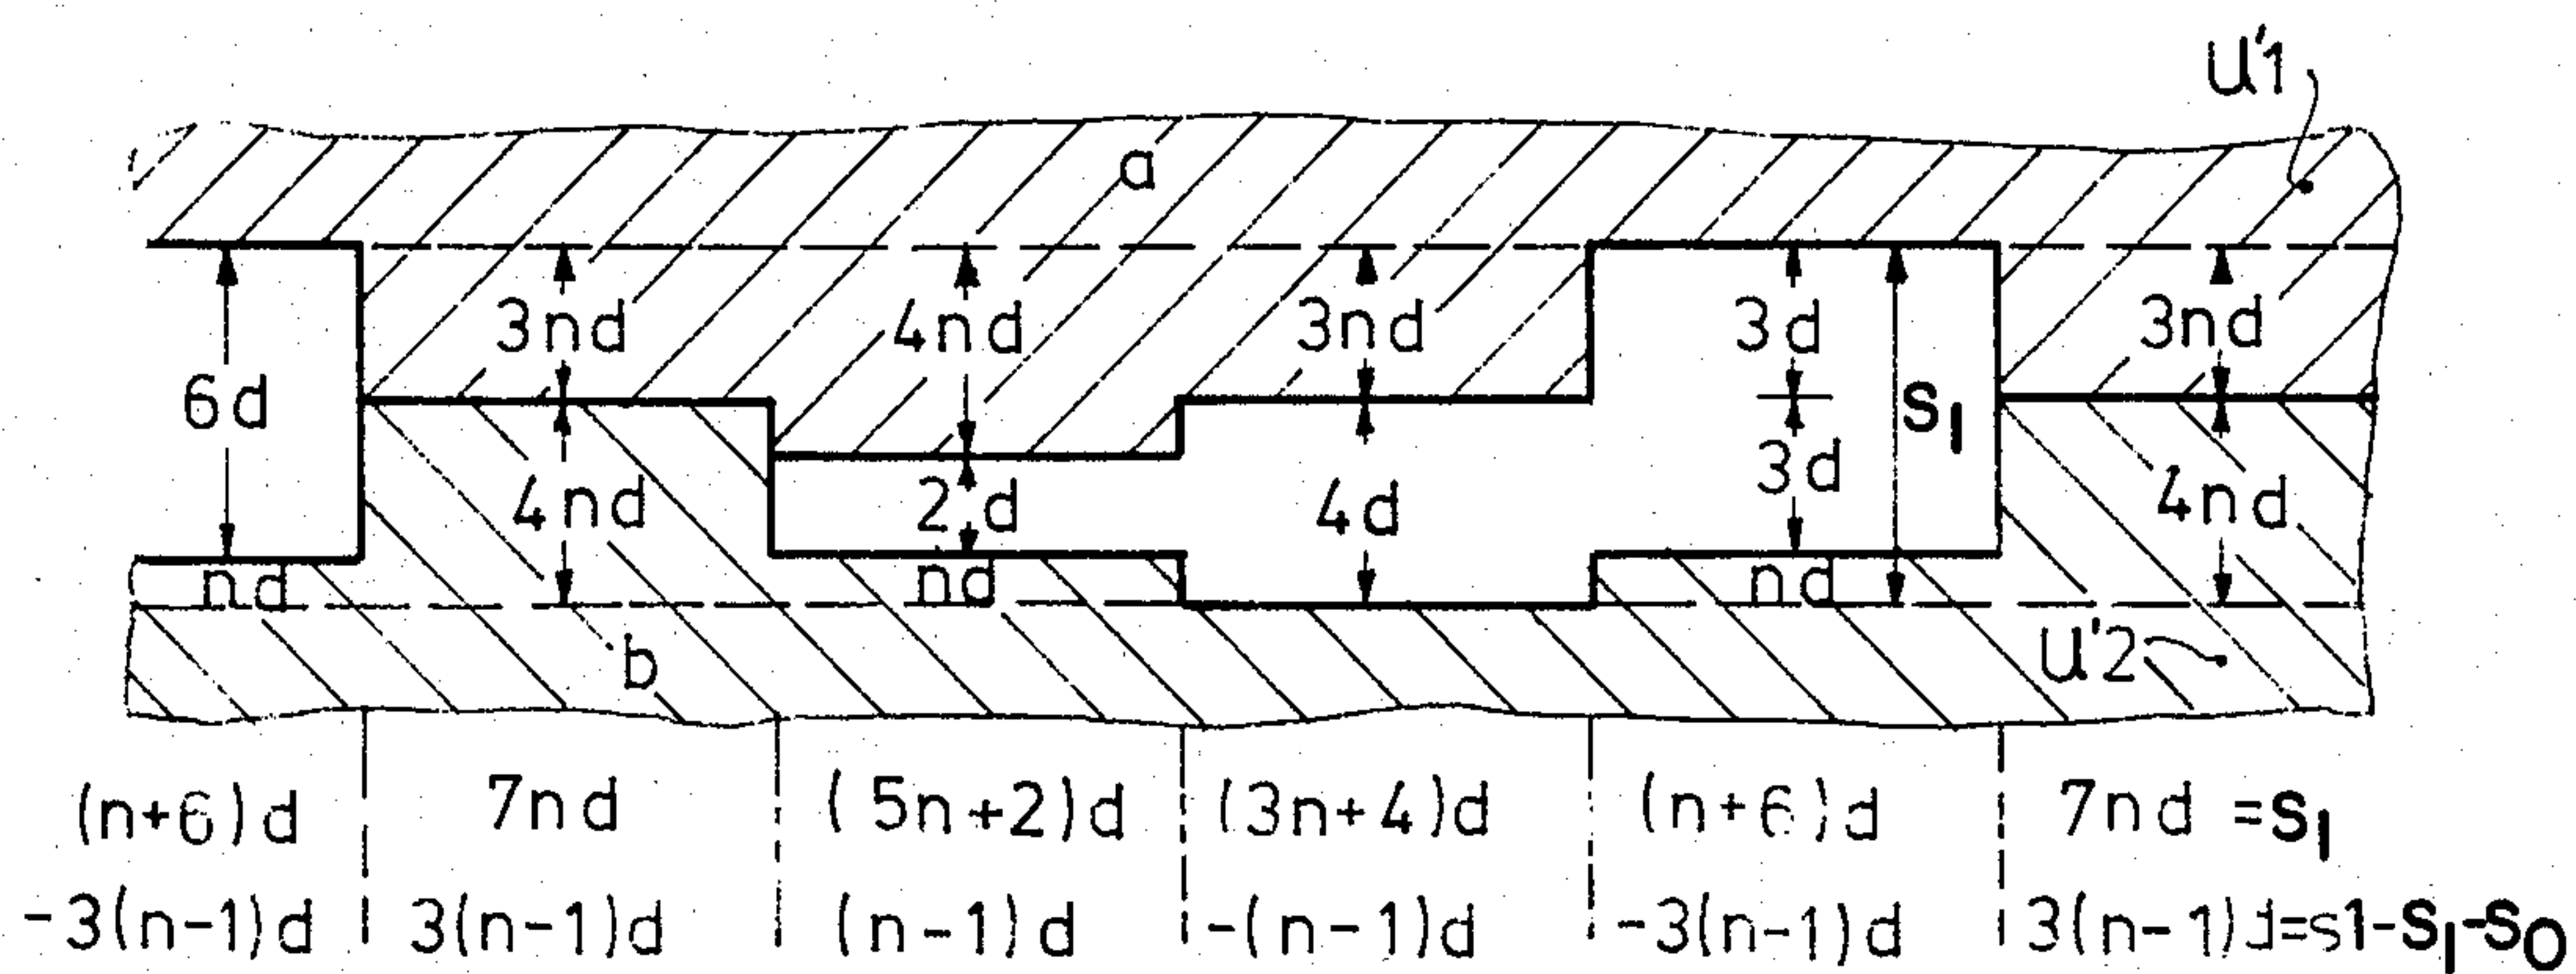 u'1
a
3nd 4nd 3nd 3d 3nd
6d s₁
4nd 2d 4d 3d 4nd
nd nd nd
b u'2
(n+6)d 7nd (5n+2)d (3n+4)d (n+6)d 7nd =s₁
-3(n-1)d 3(n-1)d (n-1)d -(n-1)d -3(n-1)d 3(n-1)d=s1-s₁-s0